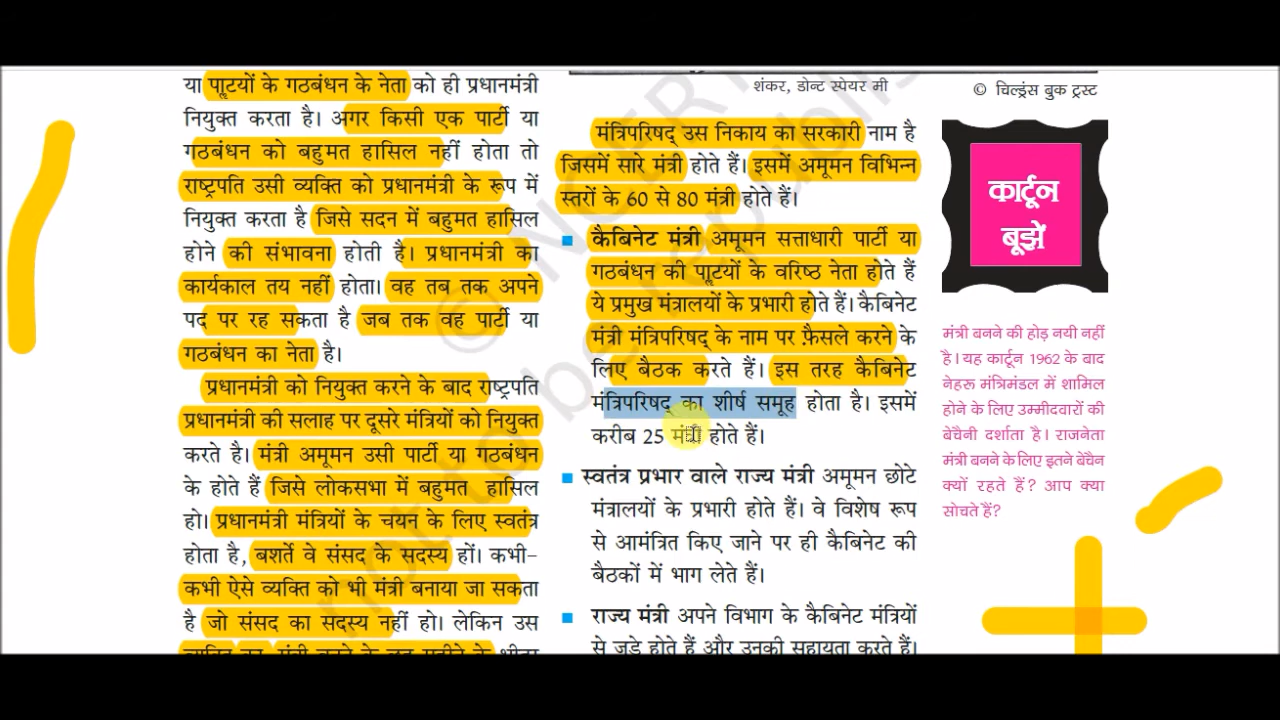 या पाॢटयों के गठबंधन के नेता को ही प्रधानमंत्री
नियुक्त करता है। अगर किसी एक पार्टी या
गठबंधन को बहुमत हासिल नहीं होता तो
राष्ट्रपति उसी व्यक्ति को प्रधानमंत्री के रूप में
नियुक्त करता है जिसे सदन में बहुमत हासिल
होने की संभावना होती है। प्रधानमंत्री का
कार्यकाल तय नहीं होता। वह तब तक अपने
पद पर रह सकता है जब तक वह पार्टी या
गठबंधन का नेता है।
प्रधानमंत्री को नियुक्त करने के बाद राष्ट्रपति
प्रधानमंत्री की सलाह पर दूसरे मंत्रियों को नियुक्त
करते है। मंत्री अमूमन उसी पार्टी या गठबंधन
के होते हैं जिसे लोकसभा में बहुमत हासिल
हो। प्रधानमंत्री मंत्रियों के चयन के लिए स्वतंत्र
होता है, बशर्ते वे संसद के सदस्य हों। कभी-
कभी ऐसे व्यक्ति को भी मंत्री बनाया जा सकता
है जो संसद का सदस्य नहीं हो। लेकिन उस
शंकर, डोन्ट स्पेयर मी
© चिल्ड्रंस बुक ट्रस्ट
मंत्रिपरिषद् उस निकाय का सरकारी नाम है
जिसमें सारे मंत्री होते हैं। इसमें अमूमन विभिन्न
स्तरों के 60 से 80 मंत्री होते हैं।
कैबिनेट मंत्री अमूमन सत्ताधारी पार्टी या
गठबंधन की पाॢटयों के वरिष्ठ नेता होते हैं
ये प्रमुख मंत्रालयों के प्रभारी होते हैं। कैबिनेट
मंत्री मंत्रिपरिषद् के नाम पर फ़ैसले करने के
लिए बैठक करते हैं। इस तरह कैबिनेट
मंत्रिपरिषद् का शीर्ष समूह होता है। इसमें
करीब 25 मंत्री होते हैं।
स्वतंत्र प्रभार वाले राज्य मंत्री अमूमन छोटे
मंत्रालयों के प्रभारी होते हैं। वे विशेष रूप
से आमंत्रित किए जाने पर ही कैबिनेट की
बैठकों में भाग लेते हैं।
राज्य मंत्री अपने विभाग के कैबिनेट मंत्रियों
से जुड़े होते हैं और उनकी सहायता करते हैं।
कार्टून
बूझें
मंत्री बनने की होड़ नयी नहीं
है। यह कार्टून 1962 के बाद
नेहरू मंत्रिमंडल में शामिल
होने के लिए उम्मीदवारों की
बेचैनी दर्शाता है। राजनेता
मंत्री बनने के लिए इतने बेचैन
क्यों रहते हैं? आप क्या
सोचते हैं?
© NCERT
not to be republis